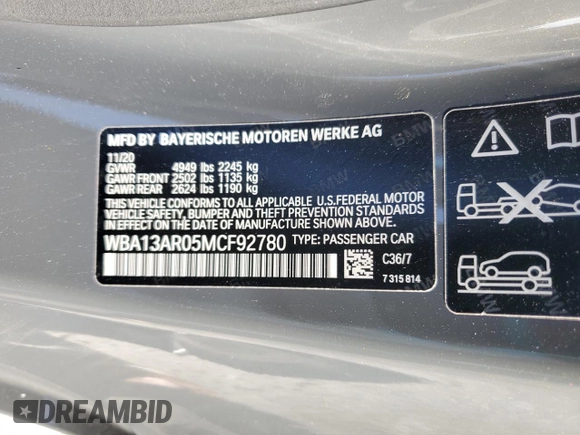 MFD BY BAYERISCHE MOTOREN WERKE AG
11/20
GVWR 4949 lbs 2245 kg
GAWR FRONT 2502 lbs 1135 kg
GAWR REAR 2624 lbs 1190 kg
THIS VEHICLE CONFORMS TO ALL APPLICABLE U.S.FEDERAL MOTOR
VEHICLE SAFETY, BUMPER AND THEFT PREVENTION STANDARDS
IN EFFECT ON THE DATE OF MANUFACTURE SHOWN ABOVE.
WBA13AR05MCF92780 TYPE: PASSENGER CAR
C36/7
7 315 814
DREAMBID